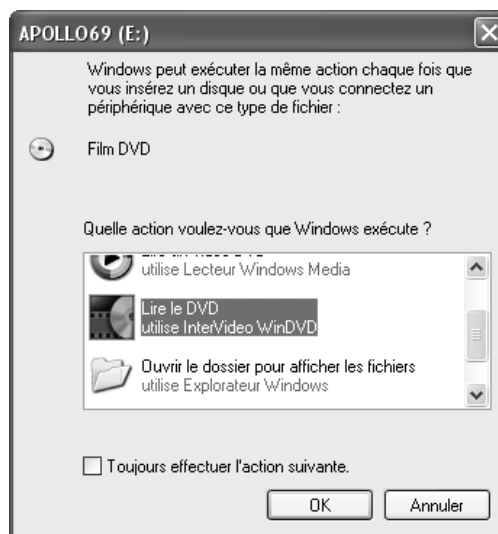 APOLLO69 (E:)
Windows peut exécuter la même action chaque fois que
vous insérez un disque ou que vous connectez un
périphérique avec ce type de fichier :
Film DVD
Quelle action voulez-vous que Windows exécute ?
utilise Lecteur Windows Media
Lire le DVD
utilise InterVideo WinDVD
Ouvrir le dossier pour afficher les fichiers
utilise Explorateur Windows
Toujours effectuer l'action suivante.
OK
Annuler